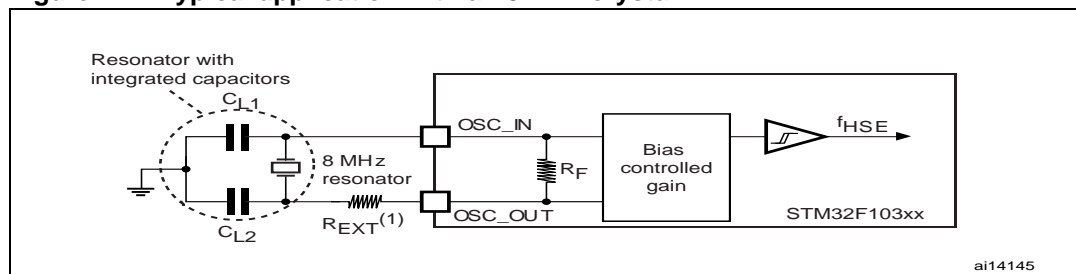 Resonator with
integrated capacitors
CL1
OSC_IN
fHSE
8 MHz
resonator
RF
Bias
controlled
gain
REXT(1)
OSC_OUT
STM32F103xx
CL2
ai14145